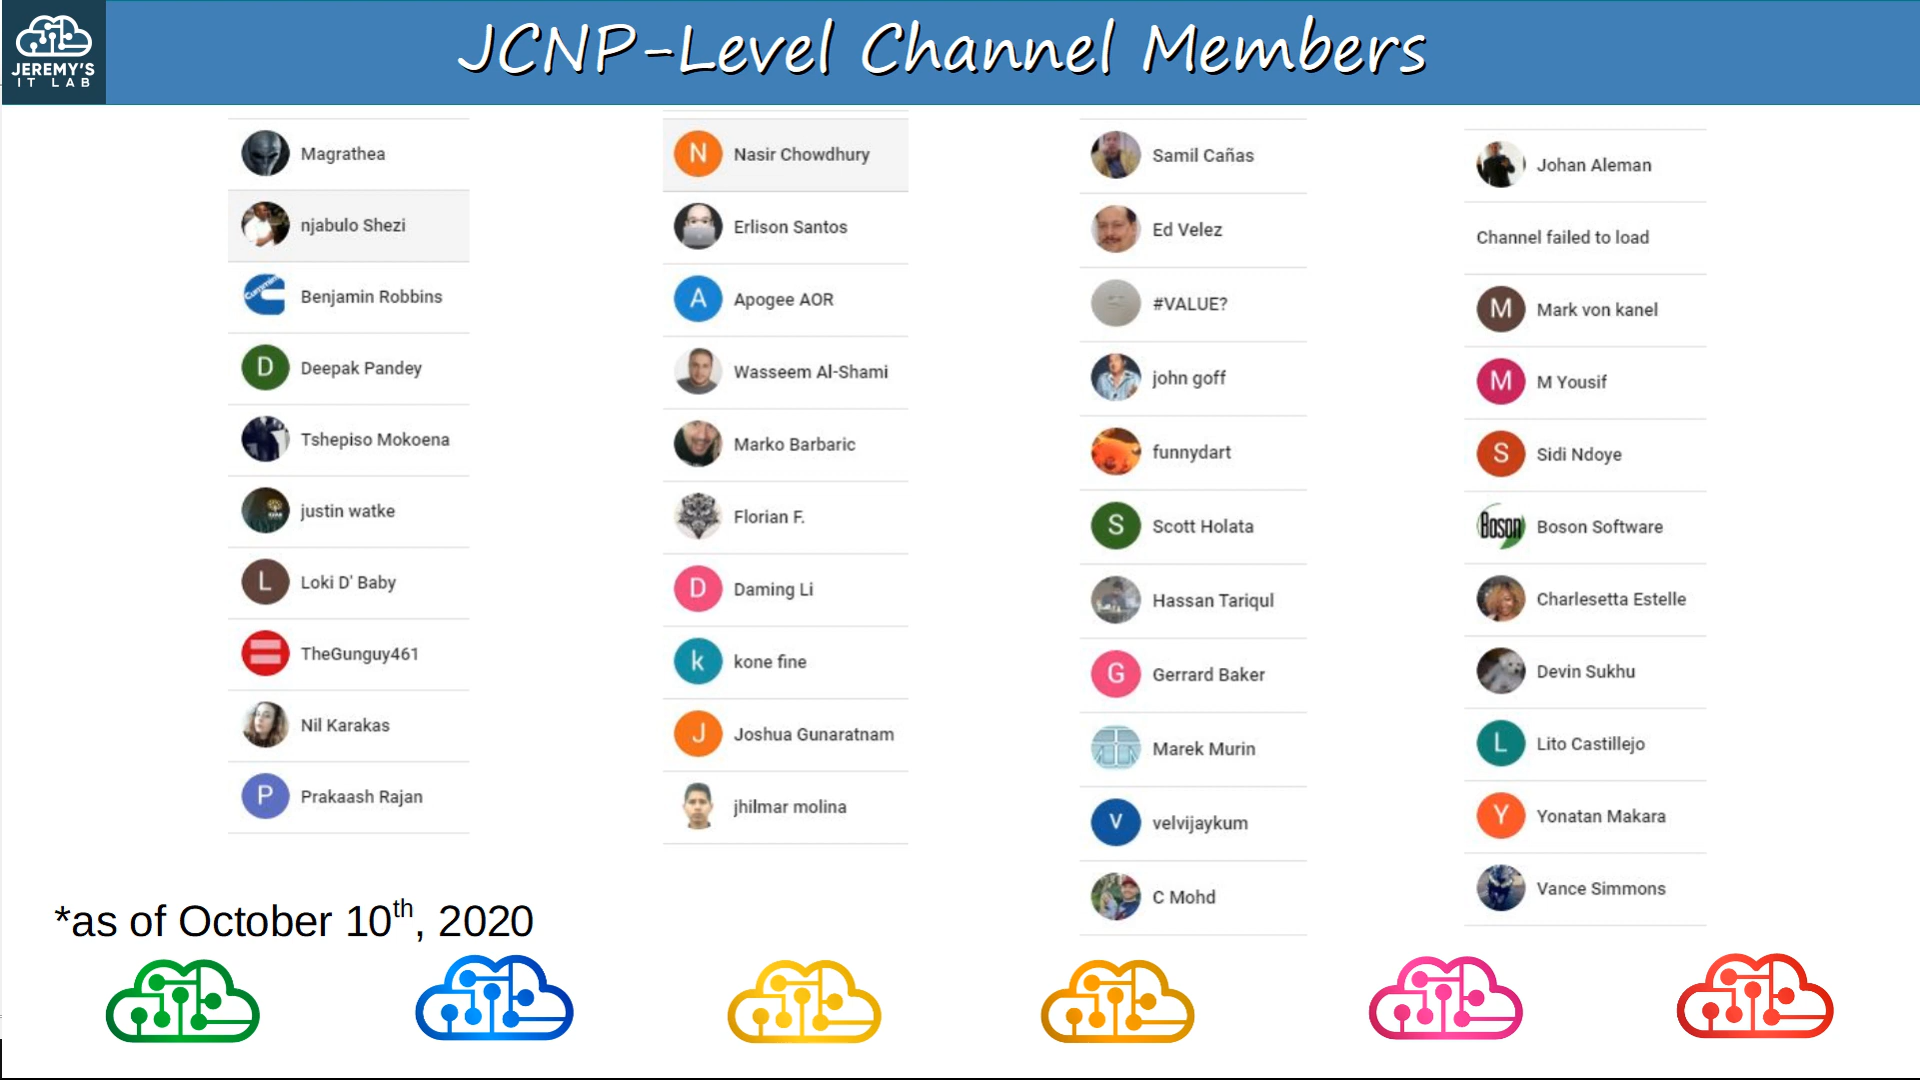 JEREMY'S
IT LAB
JCNP-Level Channel Members
Magrathea
njabulo Shezi
Cummins
Benjamin Robbins
D
Deepak Pandey
Tshepiso Mokoena
justin watke
L
Loki D' Baby
TheGunguy461
Nil Karakas
P
Prakaash Rajan
N
Nasir Chowdhury
Erlison Santos
A
Apogee AOR
Wasseem Al-Shami
Marko Barbaric
Florian F.
D
Daming Li
k
kone fine
J
Joshua Gunaratnam
jhilmar molina
Samil Cañas
Ed Velez
#VALUE?
john goff
funnydart
S
Scott Holata
Hassan Tariqul
G
Gerrard Baker
Marek Murin
V
velvijaykum
C Mohd
Johan Aleman
Channel failed to load
M
Mark von kanel
M
M Yousif
S
Sidi Ndoye
Boson
Boson Software
Charlesetta Estelle
Devin Sukhu
L
Lito Castillejo
Y
Yonatan Makara
Vance Simmons
*as of October 10th, 2020